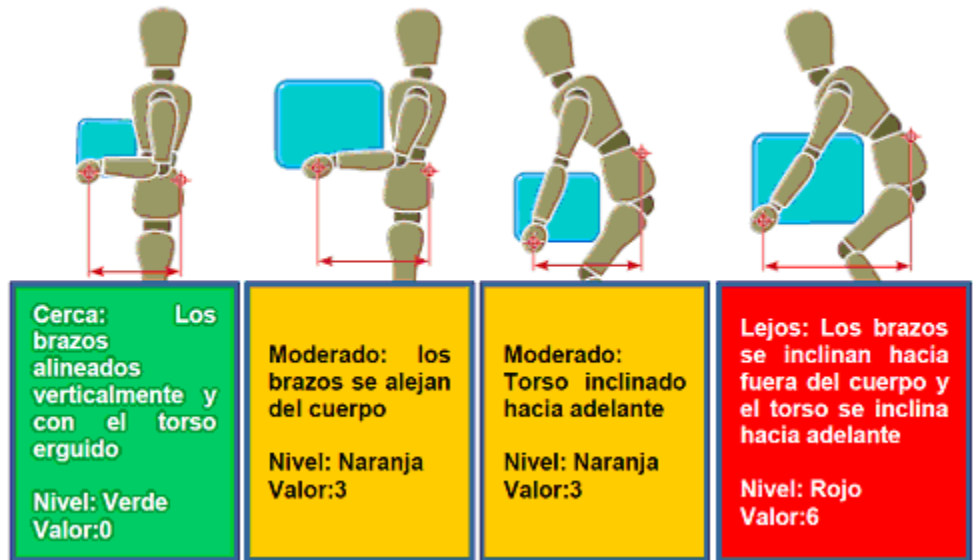 Cerca: Los
brazos
alineados
verticalmente y
con el torso
erguido
Nivel: Verde
Valor:0
Moderado: los
brazos se alejan
del cuerpo
Nivel: Naranja
Valor:3
Moderado:
Torso inclinado
hacia adelante
Nivel: Naranja
Valor:3
Lejos: Los brazos
se inclinan hacia
fuera del cuerpo y
el torso se inclina
hacia adelante
Nivel: Rojo
Valor:6